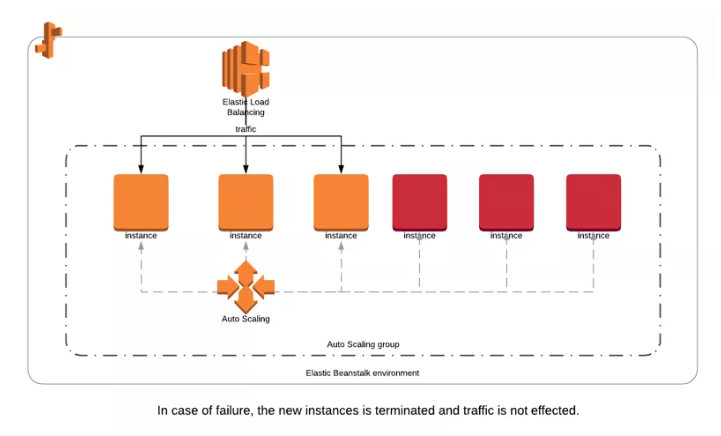 Elastic Load
Balancing
traffic
instance
instance
instance
instance
instance
instance
Auto Scaling
Auto Scaling group
Elastic Beanstalk environment
In case of failure, the new instances is terminated and traffic is not effected.